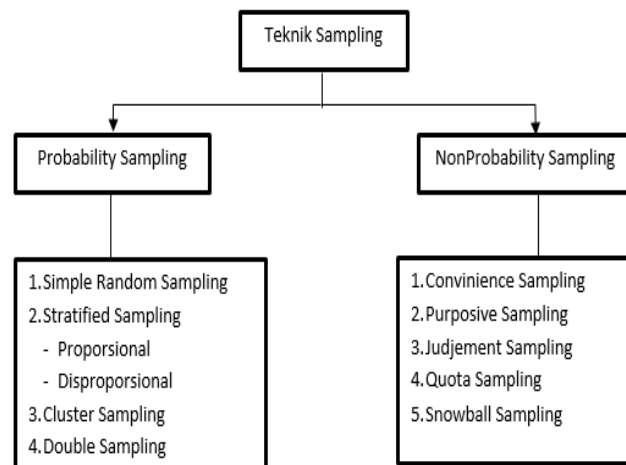 Teknik Sampling
Probability Sampling
NonProbability Sampling
1.Simple Random Sampling
2.Stratified Sampling
- Proporsional
- Disproporsional
3.Cluster Sampling
4.Double Sampling
1.Convinience Sampling
2.Purposive Sampling
3.Judjement Sampling
4.Quota Sampling
5.Snowball Sampling